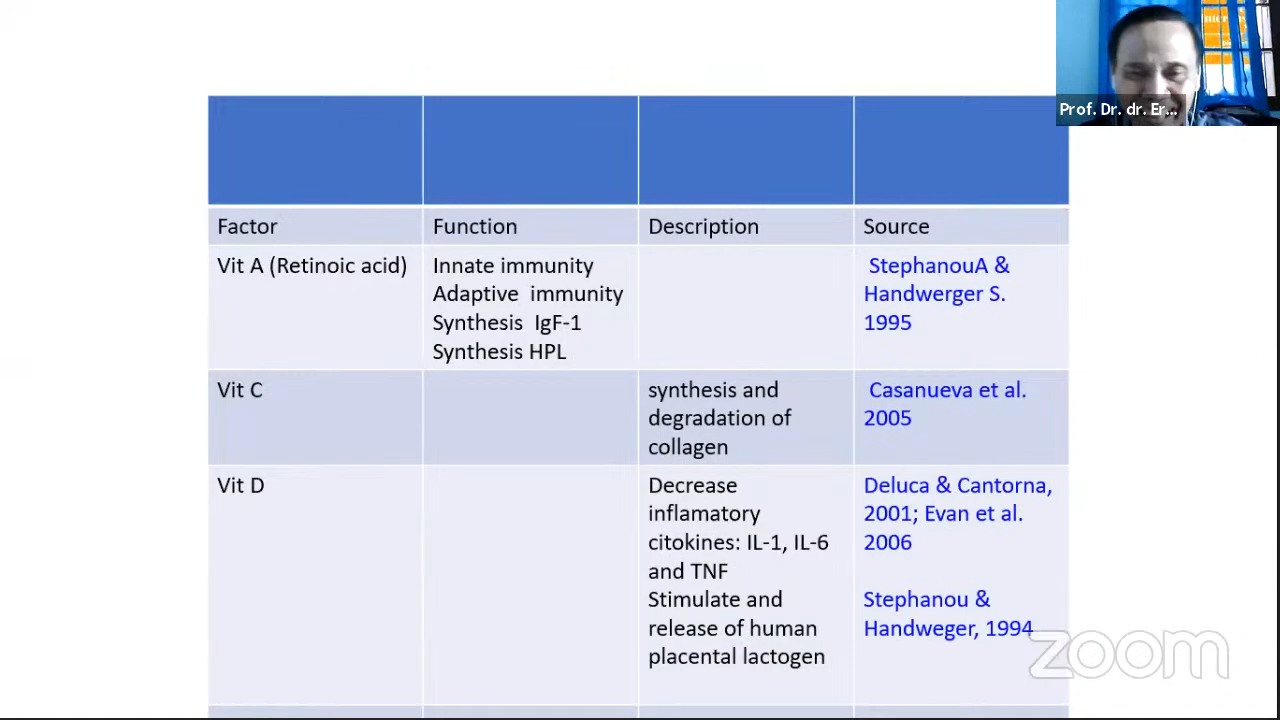 nter
Prof. Dr. dr. Er...
Factor
Function
Description
Source
Vit A (Retinoic acid)
Innate immunity
Adaptive immunity
Synthesis IgF-1
Synthesis HPL
StephanouA &
Handwerger S.
1995
Vit C
synthesis and
degradation of
collagen
Casanueva et al.
2005
Vit D
Decrease
inflamatory
citokines: IL-1, IL-6
and TNF
Stimulate and
release of human
placental lactogen
Deluca & Cantorna,
2001; Evan et al.
2006
Stephanou &
Handweger, 1994
zoom